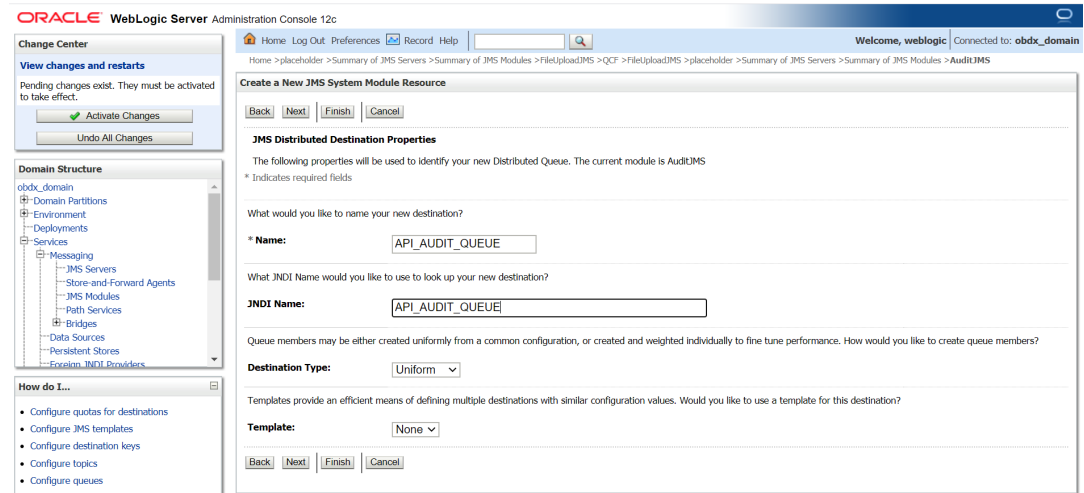 ORACLE WebLogic Server Administration Console 12c
Change Center
View changes and restarts
Pending changes exist. They must be activated
to take effect.
Activate Changes
Undo All Changes
Domain Structure
obdx_domain
Domain Partitions
Environment
Deployments
Services
Messaging
JMS Servers
Store-and-Forward Agents
JMS Modules
Path Services
Bridges
Data Sources
Persistent Stores
Foreign JNDI Providers
How do I...
Configure quotas for destinations
Configure JMS templates
Configure destination keys
Configure topics
Configure queues
Home Log Out Preferences Record Help
Welcome, weblogic Connected to: obdx_domain
Home >placeholder >Summary of JMS Servers >Summary of JMS Modules >FileUploadJMS >QCF >FileUploadJMS >placeholder >Summary of JMS Servers >Summary of JMS Modules >AuditJMS
Create a New JMS System Module Resource
Back Next Finish Cancel
JMS Distributed Destination Properties
The following properties will be used to identify your new Distributed Queue. The current module is AuditJMS
* Indicates required fields
What would you like to name your new destination?
* Name: API_AUDIT_QUEUE
What JNDI Name would you like to use to look up your new destination?
JNDI Name: API_AUDIT_QUEUE
Queue members may be either created uniformly from a common configuration, or created and weighted individually to fine tune performance. How would you like to create queue members?
Destination Type: Uniform
Templates provide an efficient means of defining multiple destinations with similar configuration values. Would you like to use a template for this destination?
Template: None
Back Next Finish Cancel